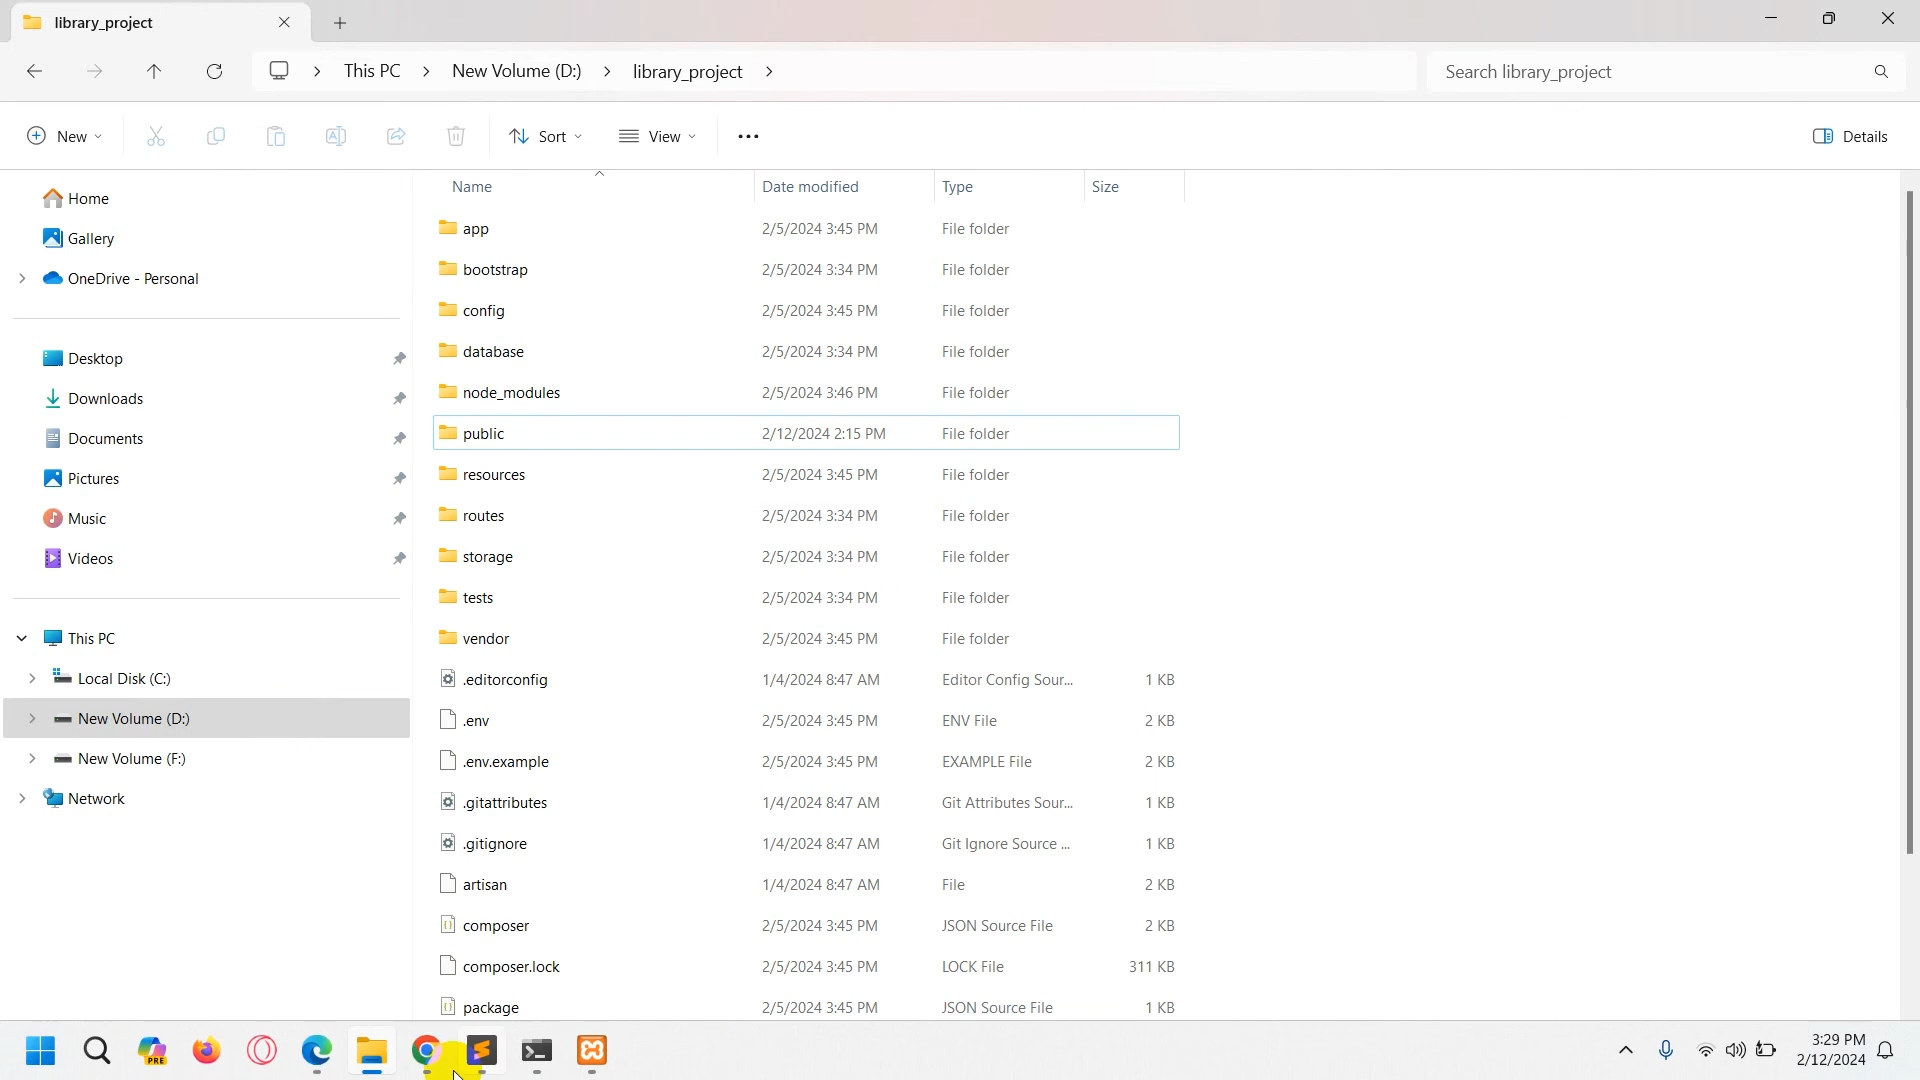 library_project
This PC
New Volume (D:)
library_project
Search library_project
New
Sort
View
Details
Name
Date modified
Type
Size
Home
Gallery
OneDrive - Personal
Desktop
Downloads
Documents
Pictures
Music
Videos
This PC
Local Disk (C:)
New Volume (D:)
New Volume (F:)
Network
app 2/5/2024 3:45 PM File folder
bootstrap 2/5/2024 3:34 PM File folder
config 2/5/2024 3:45 PM File folder
database 2/5/2024 3:34 PM File folder
node_modules 2/5/2024 3:46 PM File folder
public 2/12/2024 2:15 PM File folder
resources 2/5/2024 3:45 PM File folder
routes 2/5/2024 3:34 PM File folder
storage 2/5/2024 3:34 PM File folder
tests 2/5/2024 3:34 PM File folder
vendor 2/5/2024 3:45 PM File folder
.editorconfig 1/4/2024 8:47 AM Editor Config Sour... 1 KB
.env 2/5/2024 3:45 PM ENV File 2 KB
.env.example 2/5/2024 3:45 PM EXAMPLE File 2 KB
.gitattributes 1/4/2024 8:47 AM Git Attributes Sour... 1 KB
.gitignore 1/4/2024 8:47 AM Git Ignore Source ... 1 KB
artisan 1/4/2024 8:47 AM File 2 KB
composer 2/5/2024 3:45 PM JSON Source File 2 KB
composer.lock 2/5/2024 3:45 PM LOCK File 311 KB
package 2/5/2024 3:45 PM JSON Source File 1 KB
PRE
3:29 PM
2/12/2024